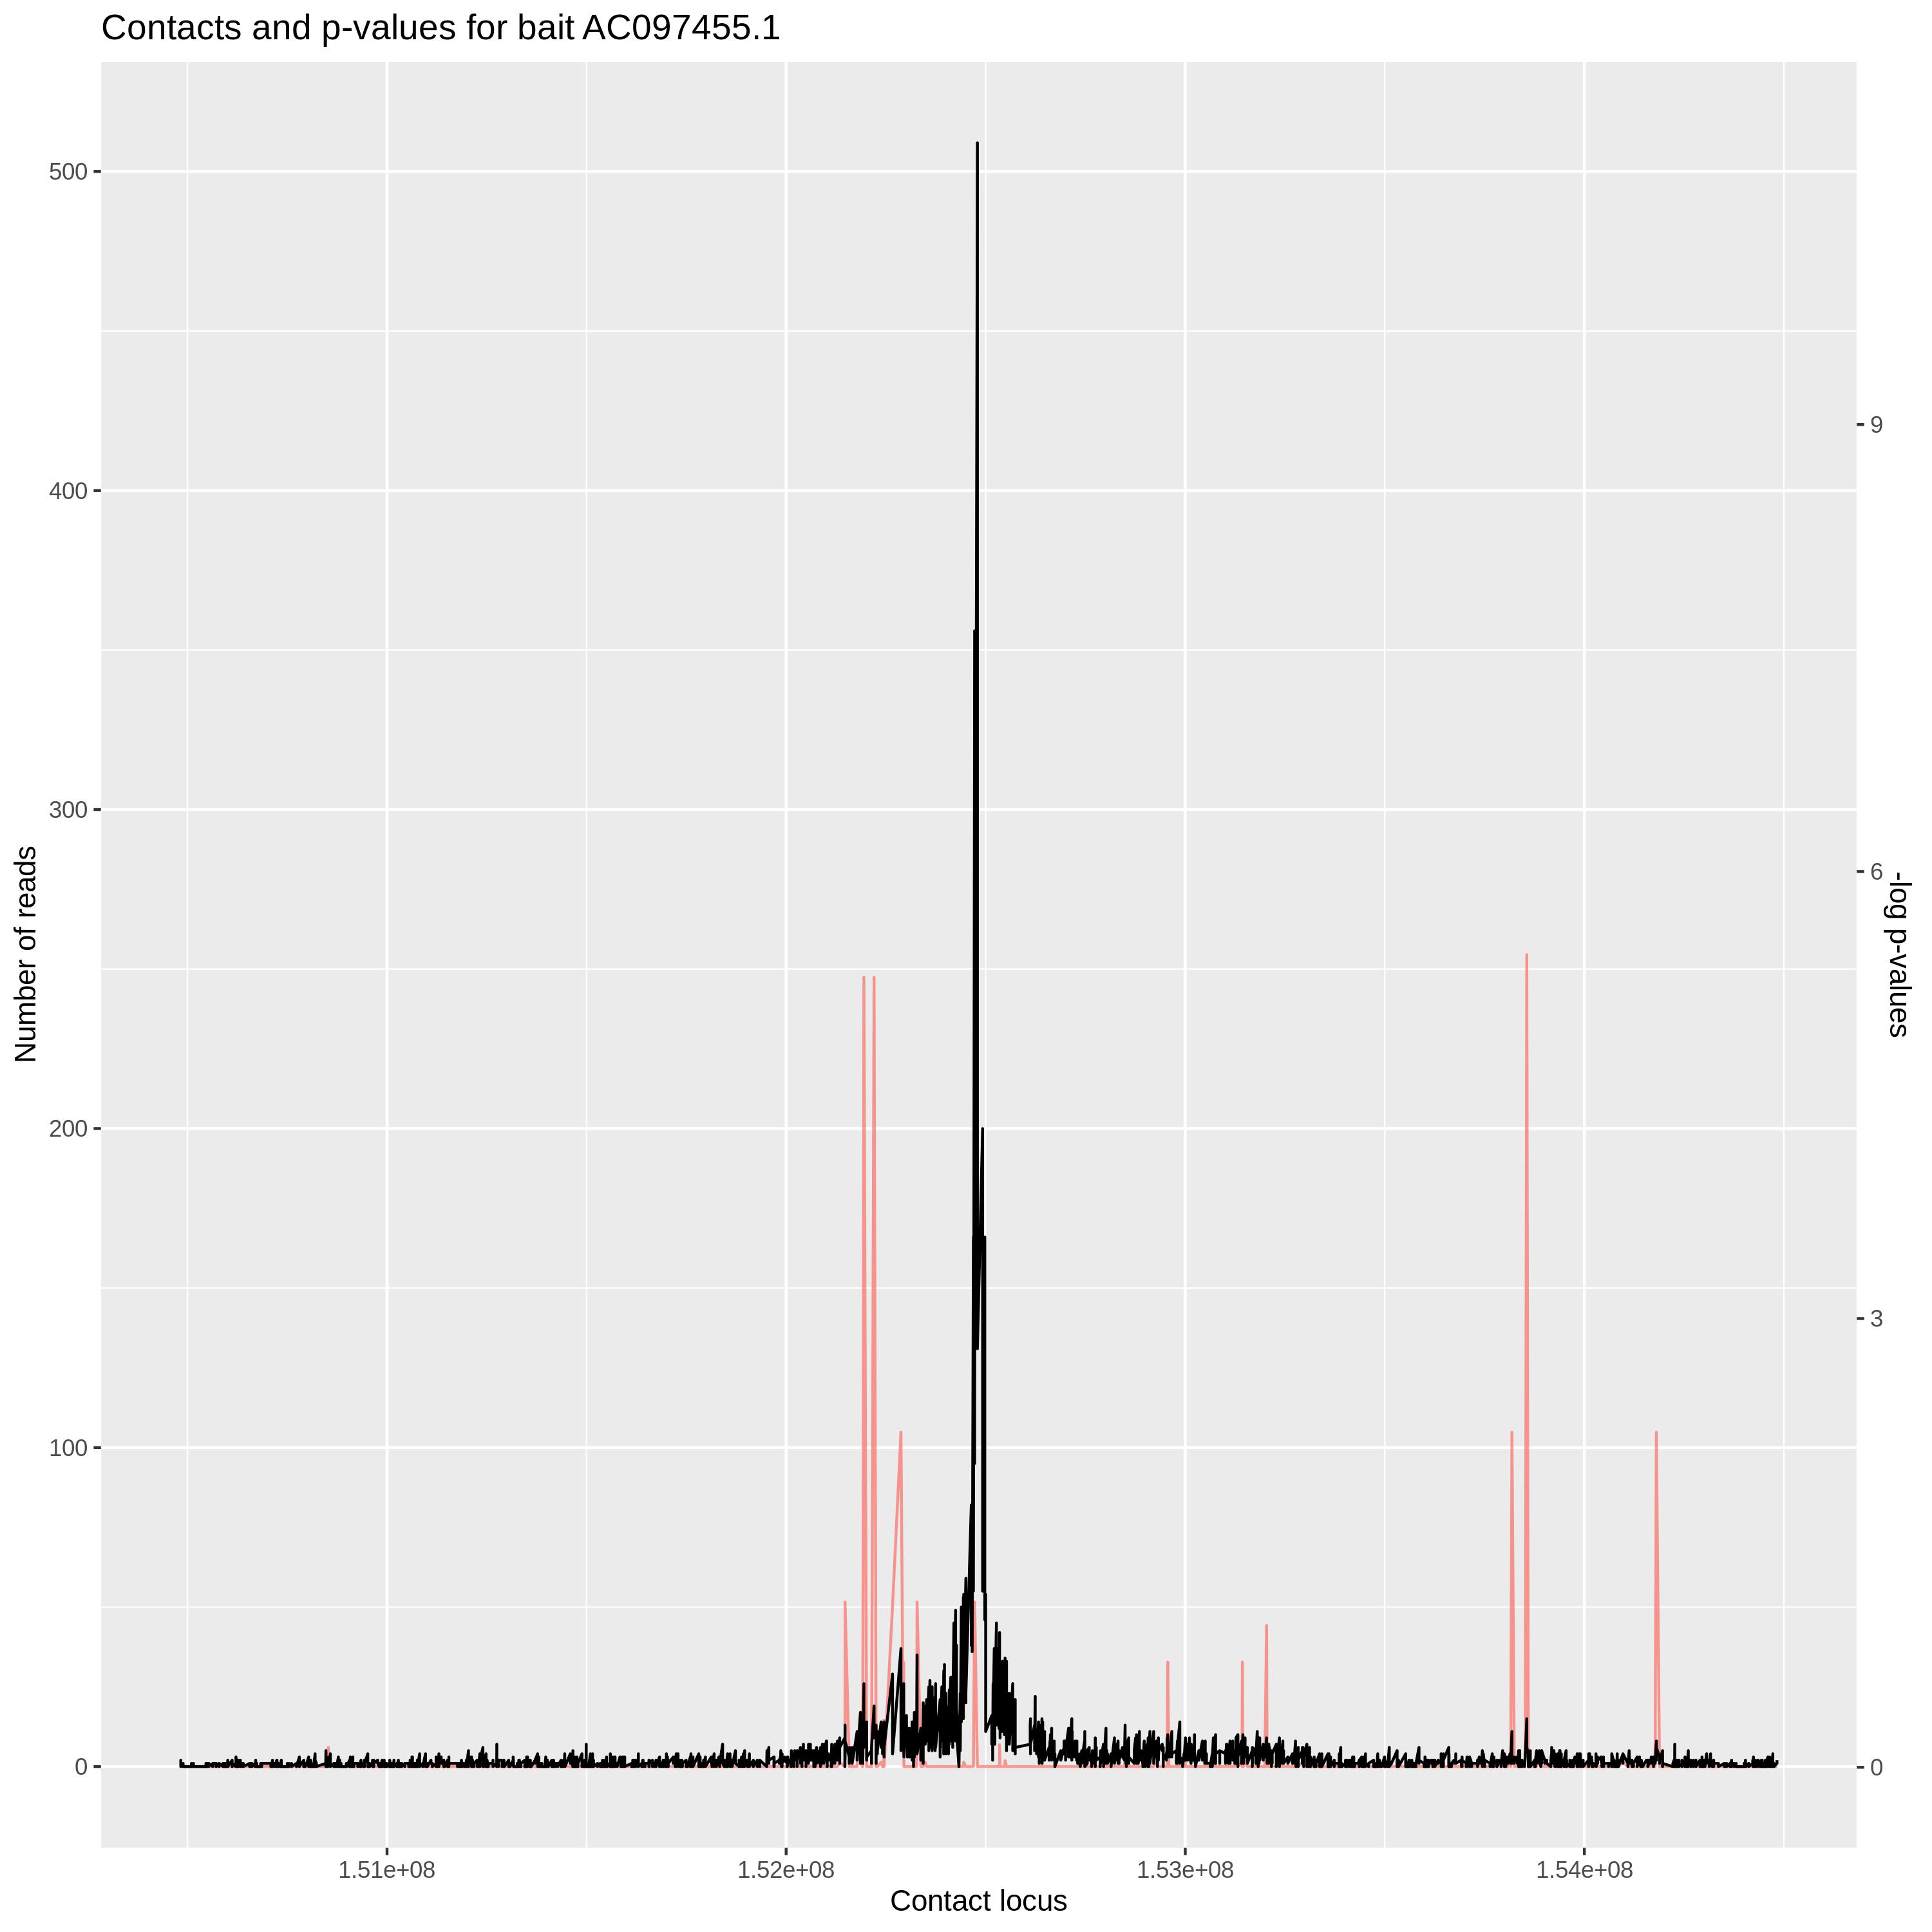 Contacts and p-values for bait AC097455.1
500
400
300
200
100
0
Number of reads
9
6
3
0
-log p-values
1.51e+08
1.52e+08
1.53e+08
1.54e+08
Contact locus